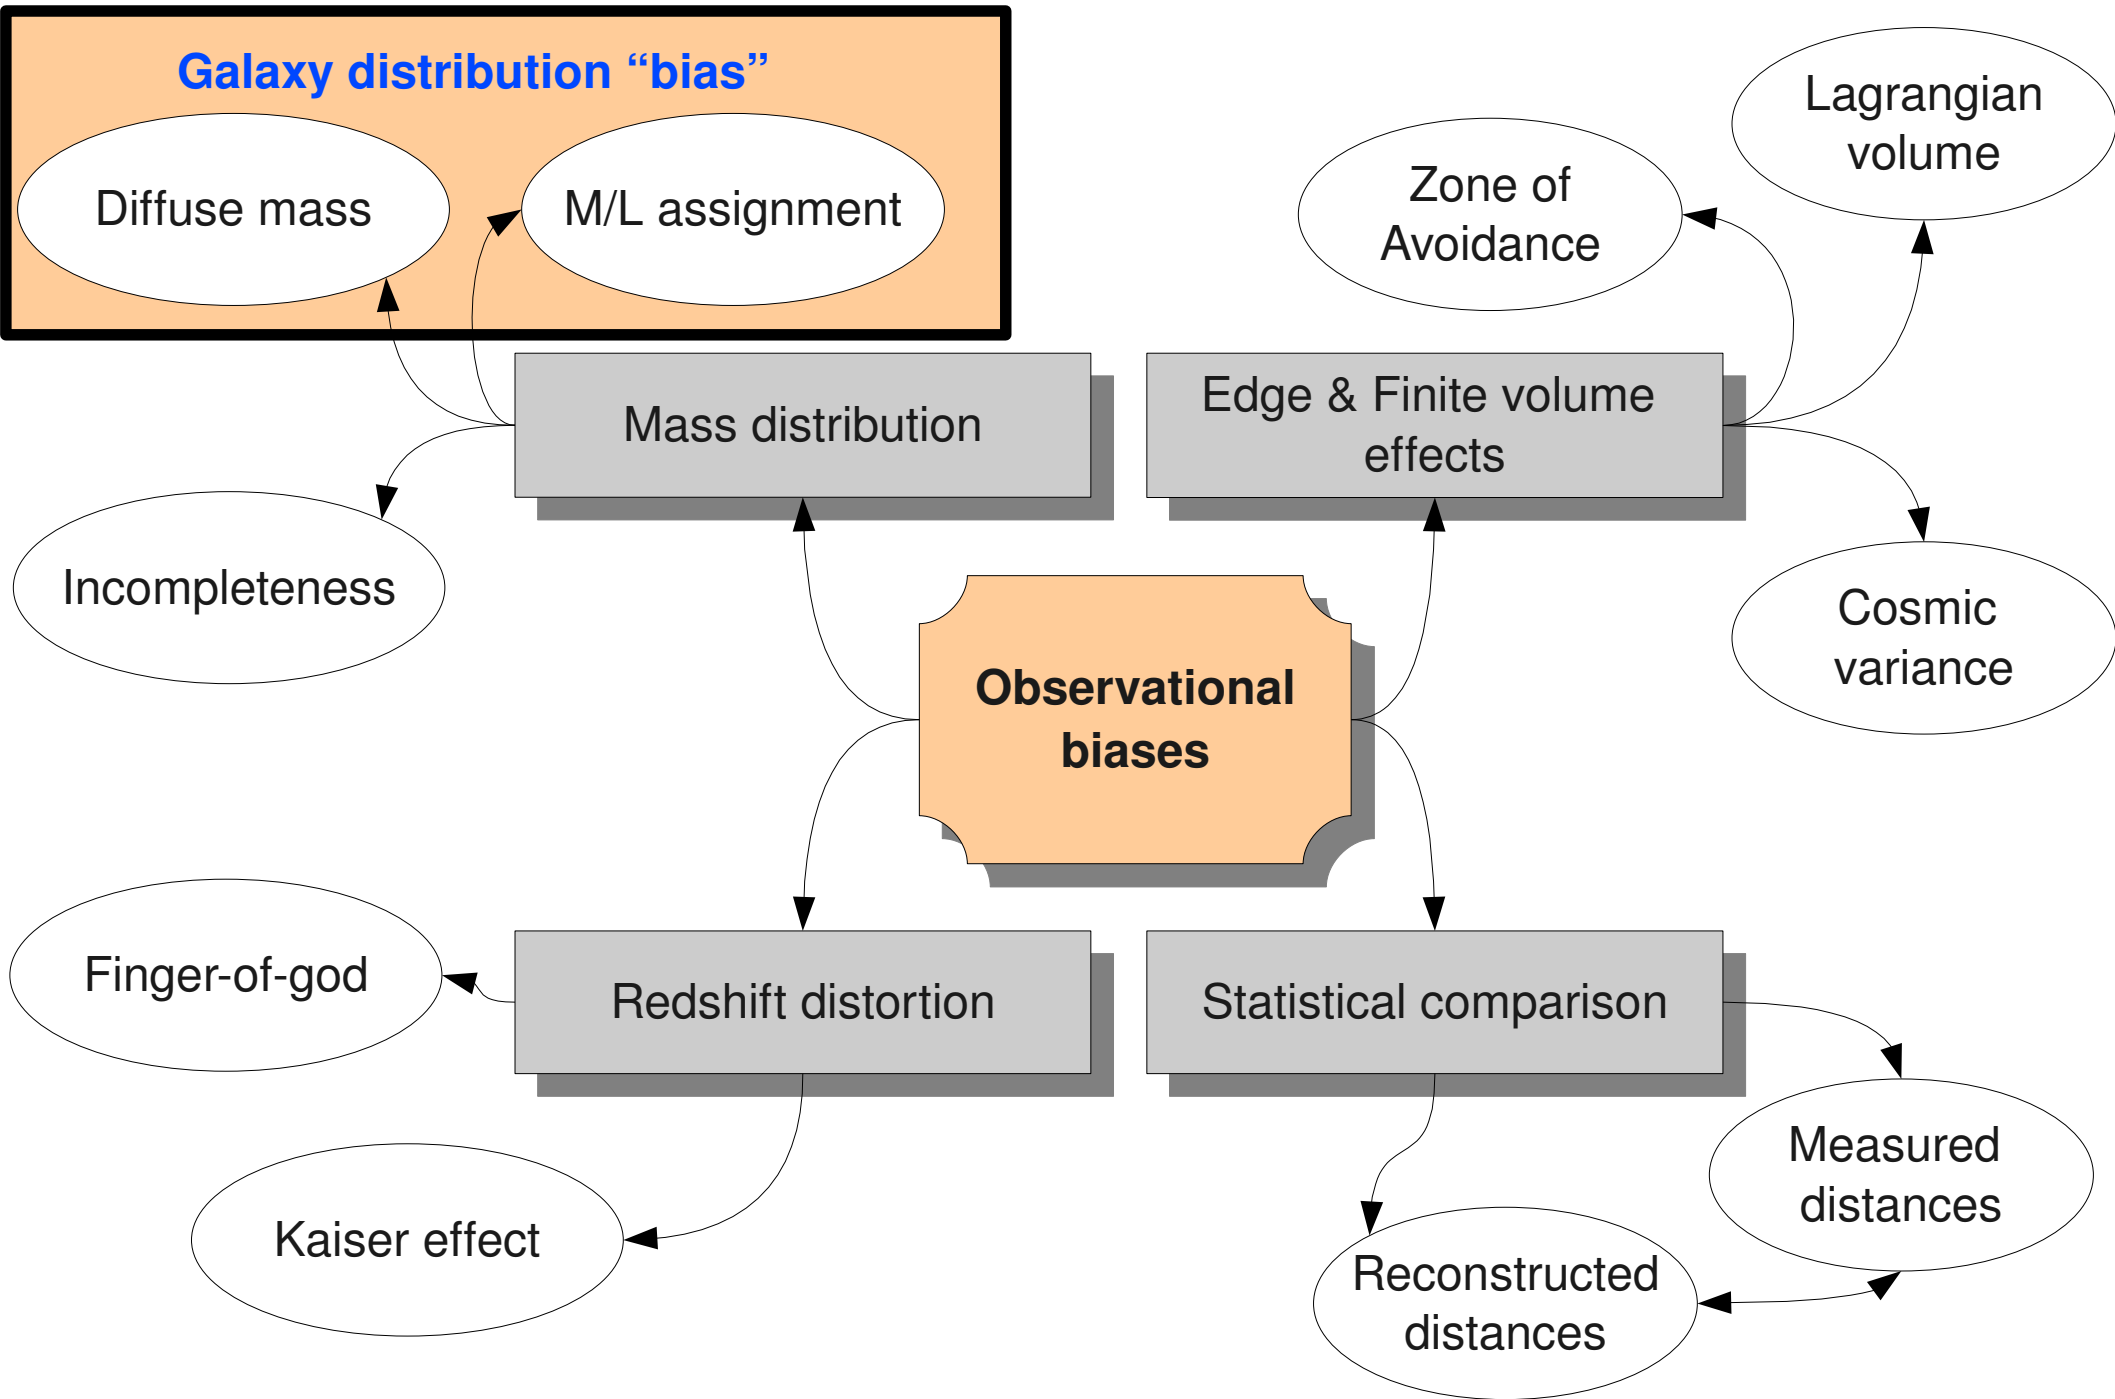 Galaxy distribution “bias”
Diffuse mass
M/L assignment
Zone of
Avoidance
Lagrangian
volume
Mass distribution
Edge & Finite volume
effects
Incompleteness
Cosmic
variance
Observational
biases
Finger-of-god
Redshift distortion
Statistical comparison
Kaiser effect
Measured
distances
Reconstructed
distances